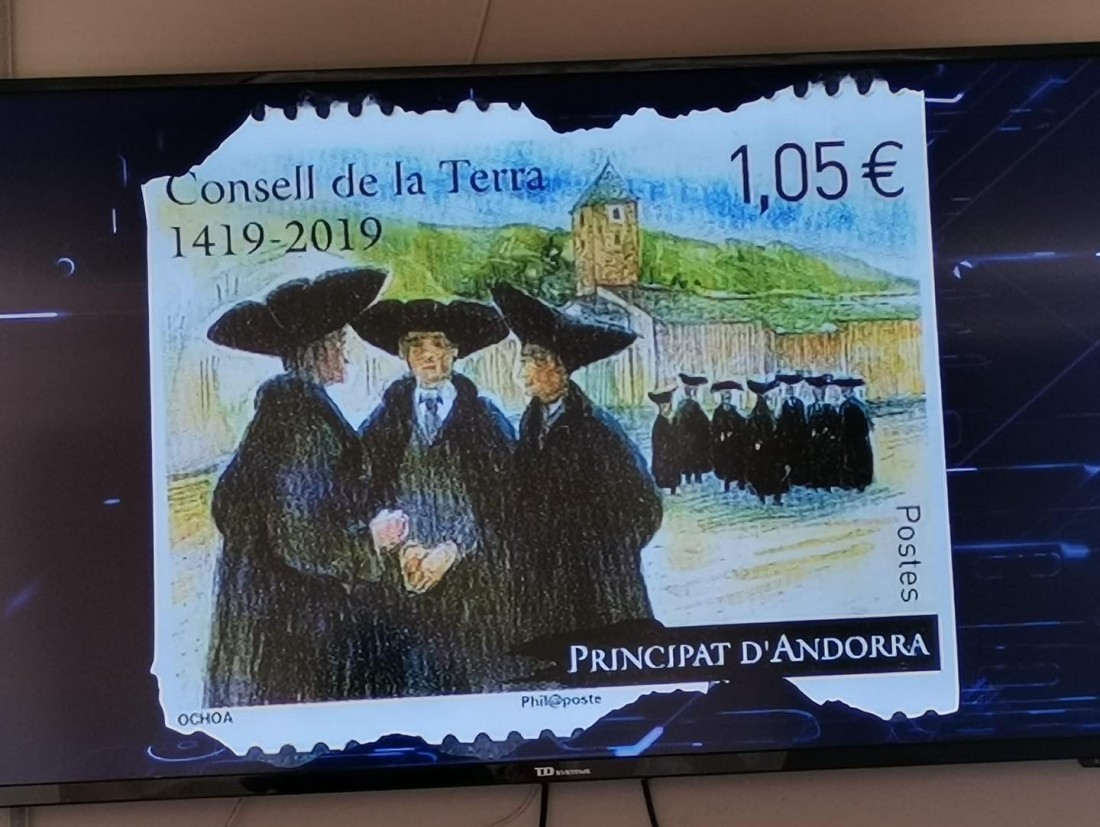 Consell de la Terra
1419-2019
1,05 €
Postes
PRINCIPAT D'ANDORRA
Phil@poste
OCHOA
TD SYSTEMS